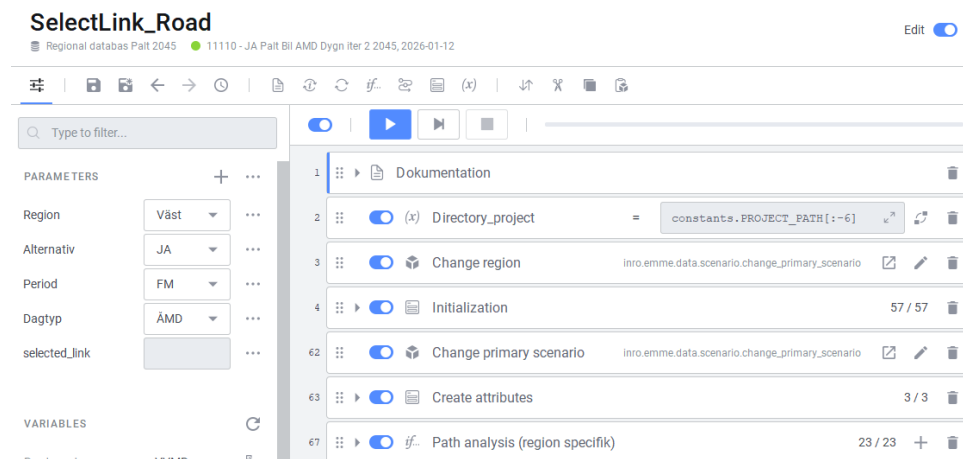 SelectLink_Road
Regional databas Palt 2045 11110 - JA Palt Bil AMD Dygn iter 2 2045, 2026-01-12
Edit
if... (x)
Type to filter...
PARAMETERS
Region Väst
Alternativ JA
Period FM
Dagtyp ÅMD
selected_link
VARIABLES
1 Dokumentation
2 (x) Directory_project = constants.PROJECT_PATH[:-6]
3 Change region inro.emme.data.scenario.change_primary_scenario
4 Initialization 57 / 57
62 Change primary scenario inro.emme.data.scenario.change_primary_scenario
63 Create attributes 3 / 3
67 if... Path analysis (region specifik) 23 / 23